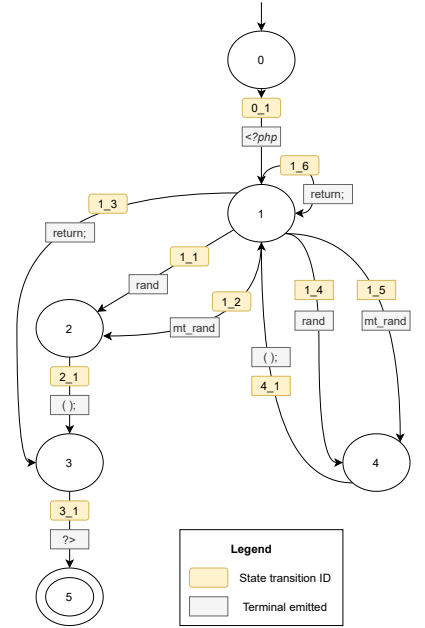 0
0_1
<?php
1_6
return;
1_3
return;
1
1_1
rand
1_2
mt_rand
1_4
rand
1_5
mt_rand
2
( );
4_1
2_1
( );
3
4
3_1
?>
5
Legend
State transition ID
Terminal emitted